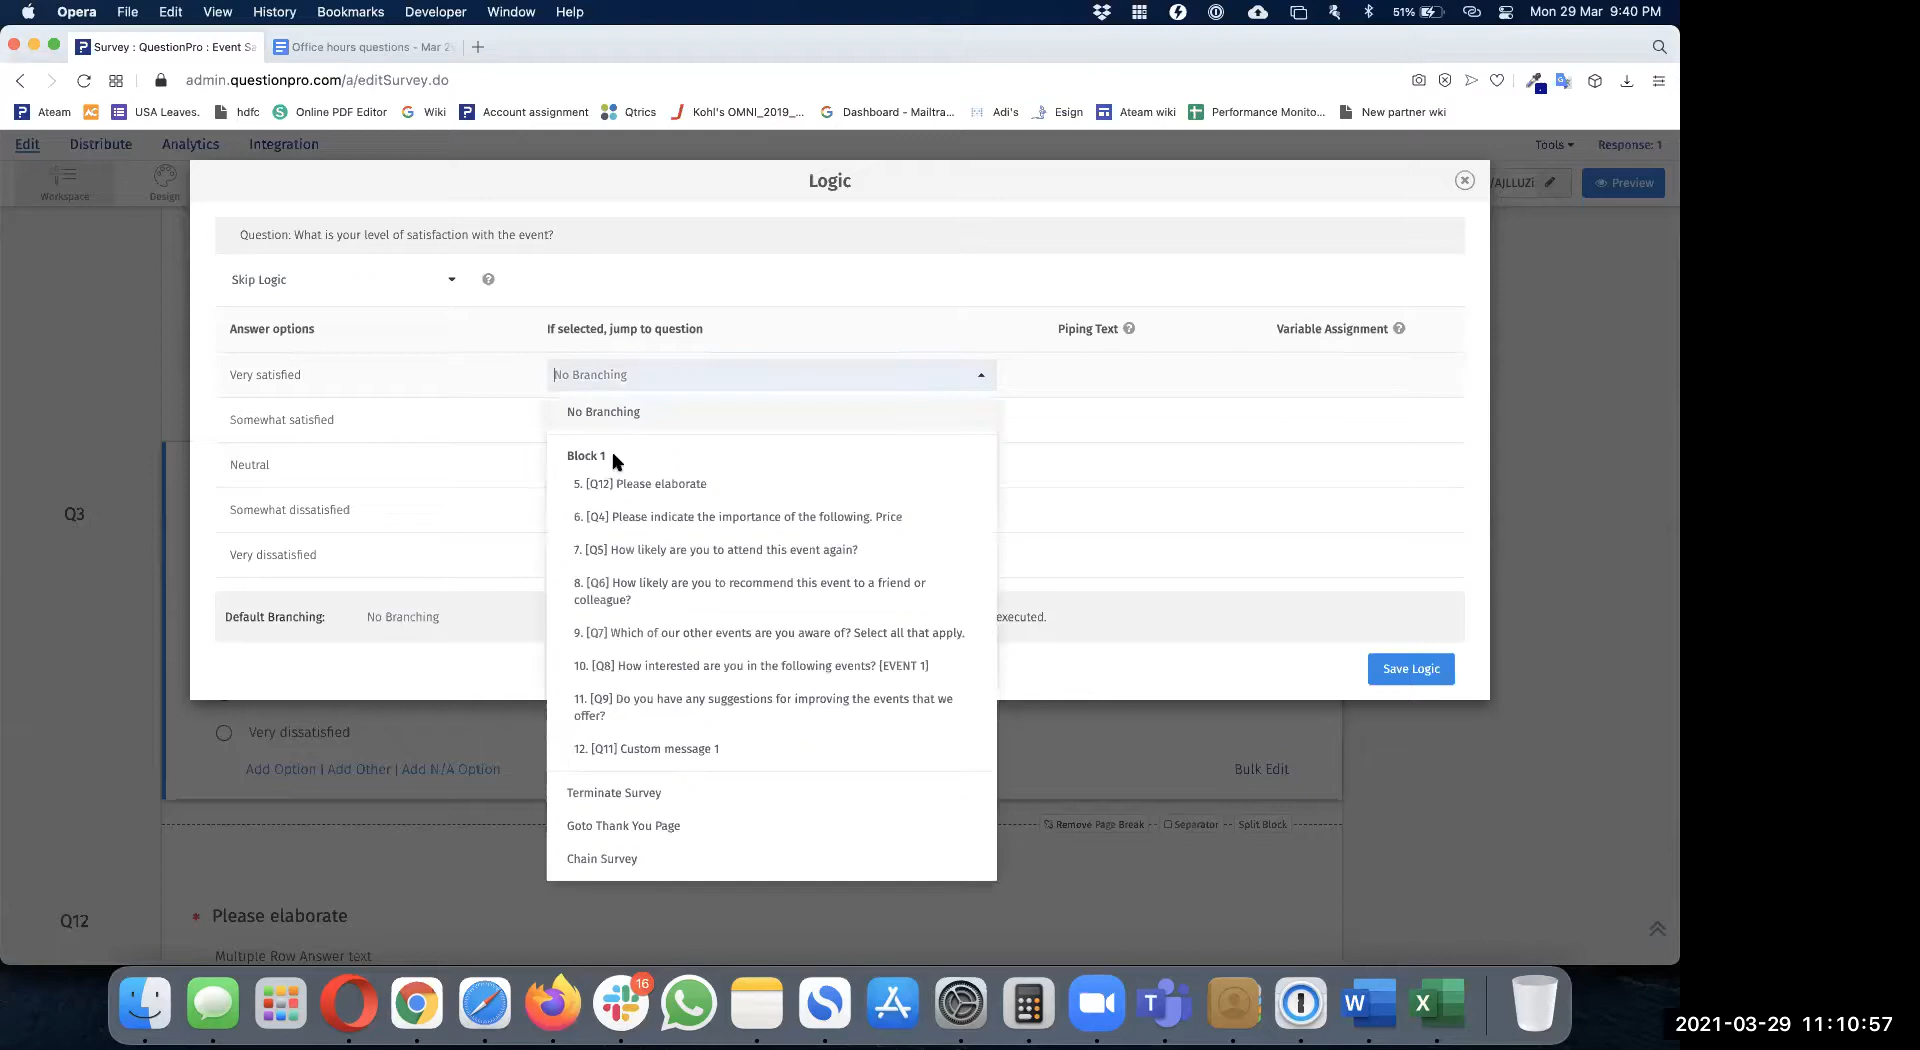 Opera File Edit View History Bookmarks Developer Window Help 51% Mon 29 Mar 9:40 PM
Survey : QuestionPro : Event Sa Office hours questions - Mar 29
admin.questionpro.com/a/editSurvey.do
Ateam USA Leaves. hdfc Online PDF Editor Wiki Account assignment Qtrics Kohl's OMNI_2019_... Dashboard - Mailtra... Adi's Esign Ateam wiki Performance Monito... New partner wki
Edit Distribute Analytics Integration Tools Response: 1
Workspace Design /AJLLUZi Preview
Logic
Question: What is your level of satisfaction with the event?
Skip Logic
Answer options If selected, jump to question Piping Text Variable Assignment
Very satisfied No Branching
Somewhat satisfied
Neutral
Somewhat dissatisfied
Very dissatisfied
No Branching
Block 1
5. [Q12] Please elaborate
6. [Q4] Please indicate the importance of the following. Price
7. [Q5] How likely are you to attend this event again?
8. [Q6] How likely are you to recommend this event to a friend or
colleague?
9. [Q7] Which of our other events are you aware of? Select all that apply.
10. [Q8] How interested are you in the following events? [EVENT 1]
11. [Q9] Do you have any suggestions for improving the events that we
offer?
12. [Q11] Custom message 1
Terminate Survey
Goto Thank You Page
Chain Survey
Default Branching: No Branching executed.
Save Logic
Q3
Very dissatisfied
Add Option | Add Other | Add N/A Option Bulk Edit
Remove Page Break Separator Split Block
Q12
* Please elaborate
Multiple Row Answer text
16
2021-03-29 11:10:57